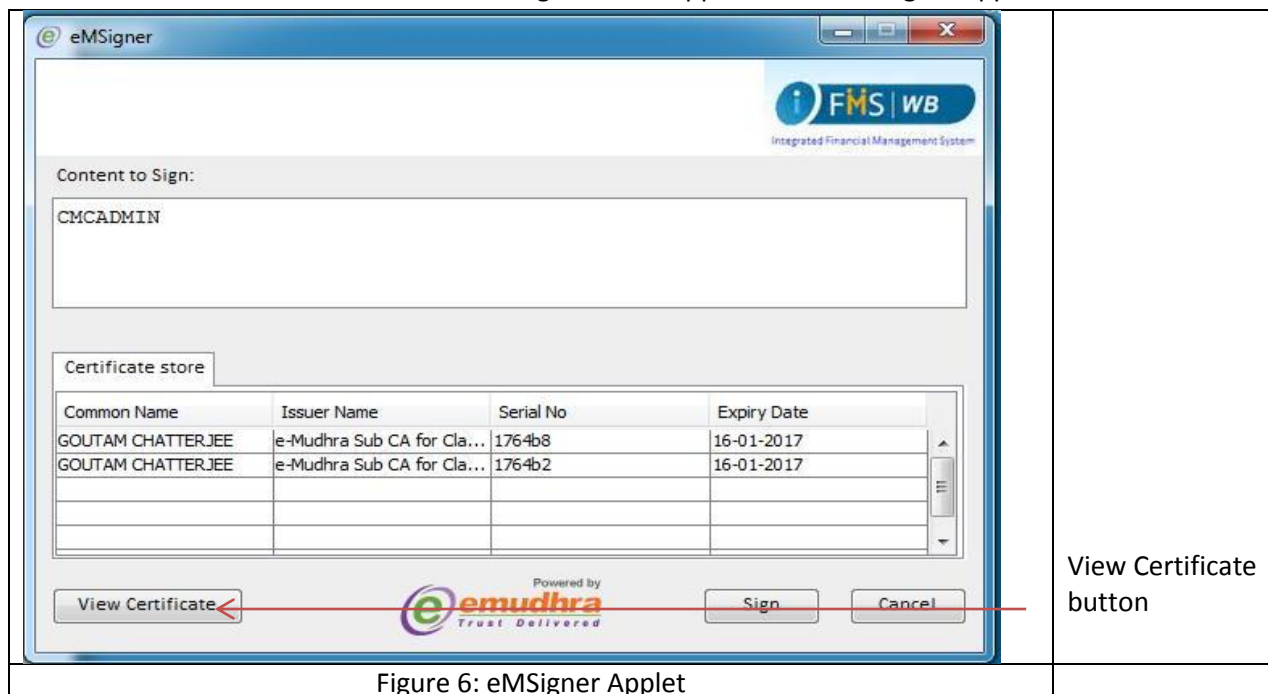 eMSigner
i FMS | WB
Integrated Financial Management System
Content to Sign:
CMCADMIN
Certificate store
Common Name Issuer Name Serial No Expiry Date
GOUTAM CHATTERJEE e-Mudhra Sub CA for Cla... 1764b8 16-01-2017
GOUTAM CHATTERJEE e-Mudhra Sub CA for Cla... 1764b2 16-01-2017
View Certificate
Powered by
e emudhra
Trust Delivered
Sign Cancel
View Certificate
button
Figure 6: eMSigner Applet